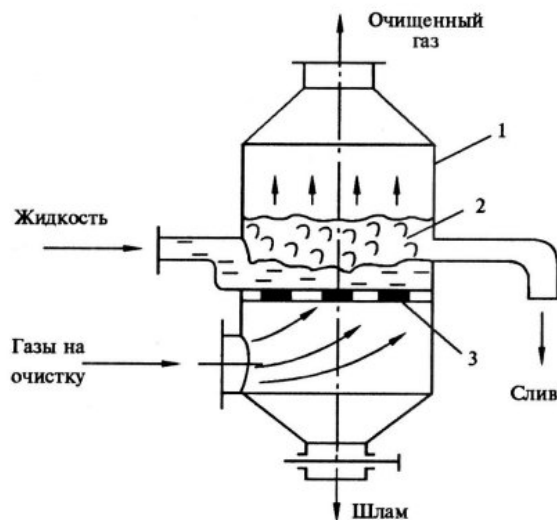 Очищенный
газ
1
2
Жидкость
3
Газы на
очистку
Слив
Шлам